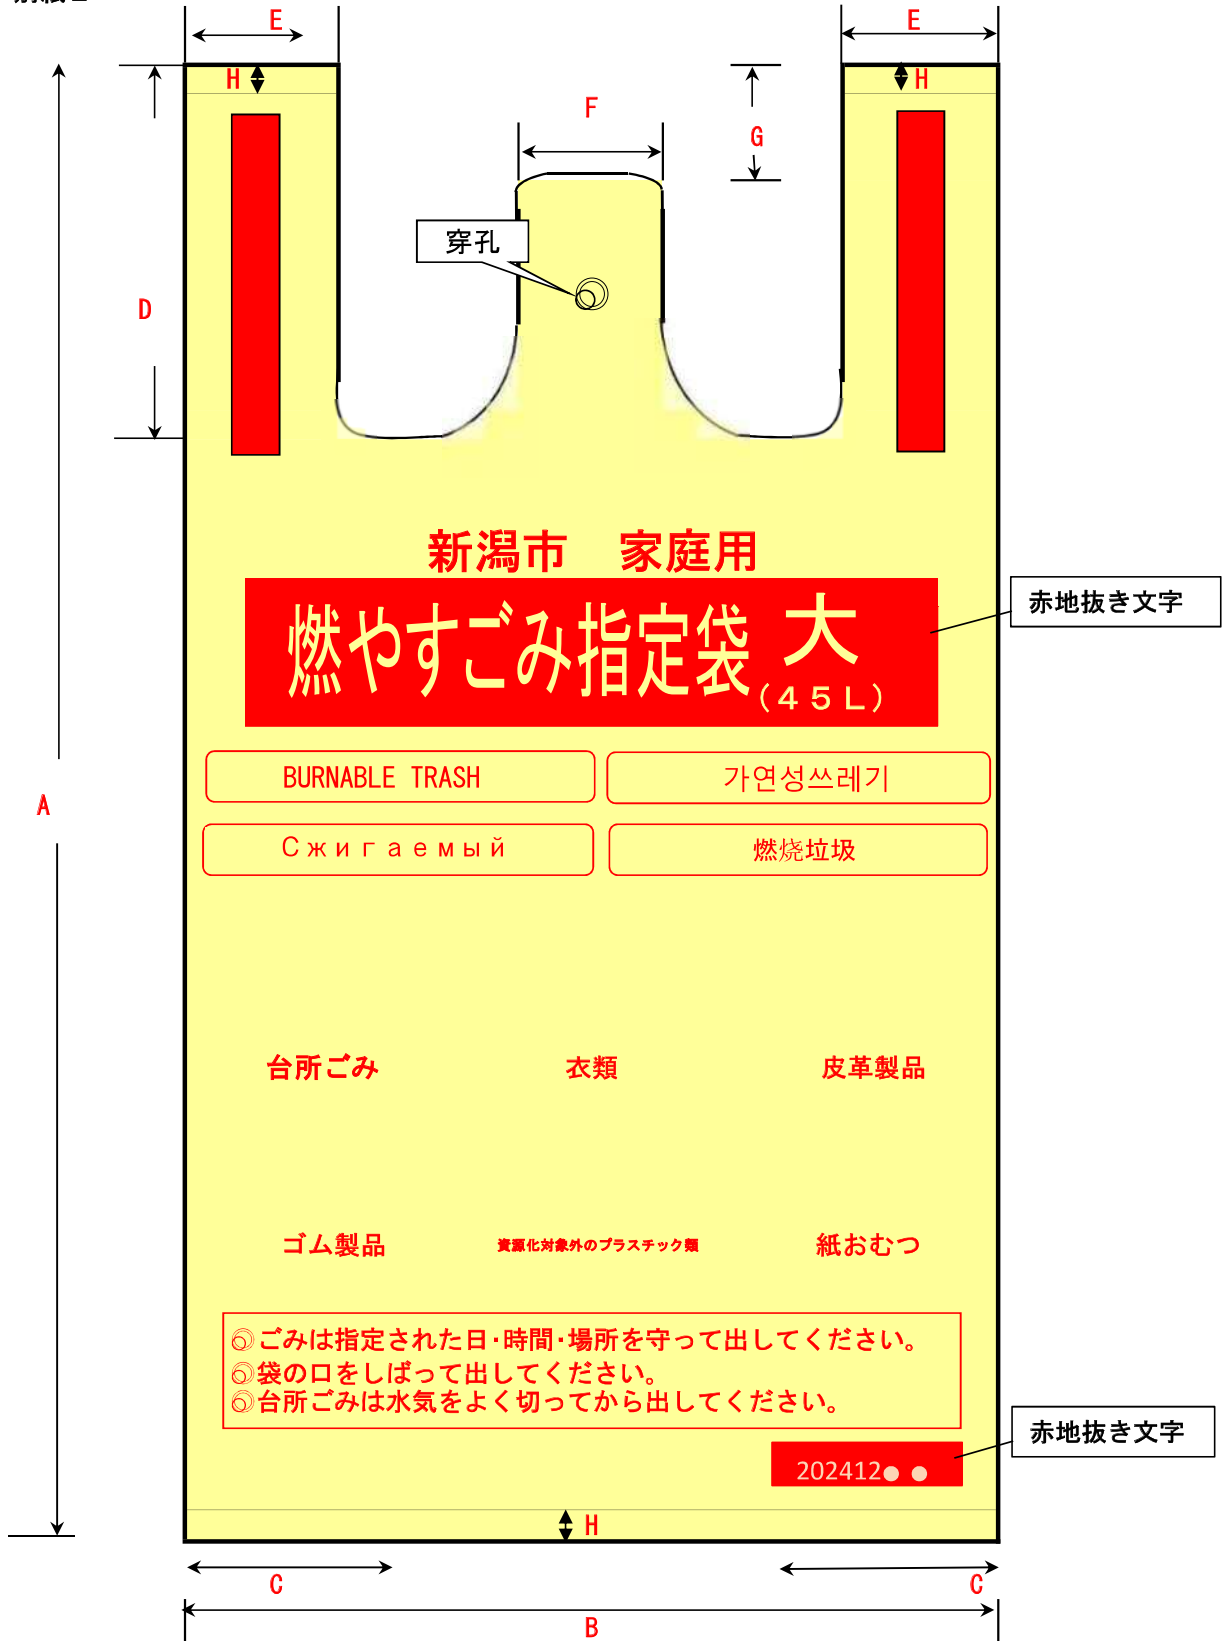 E
E
H
H
F
G
穿孔
D
新潟市　家庭用
燃やすごみ指定袋 大
（４５Ｌ）
赤地抜き文字
BURNABLE TRASH
가연성쓰레기
A
Сжигаемый
燃烧垃圾
台所ごみ
衣類
皮革製品
ゴム製品
資源化対象外のプラスチック類
紙おむつ
◎ごみは指定された日・時間・場所を守って出してください。
◎袋の口をしばって出してください。
◎台所ごみは水気をよく切ってから出してください。
赤地抜き文字
202412●●
H
C
C
B